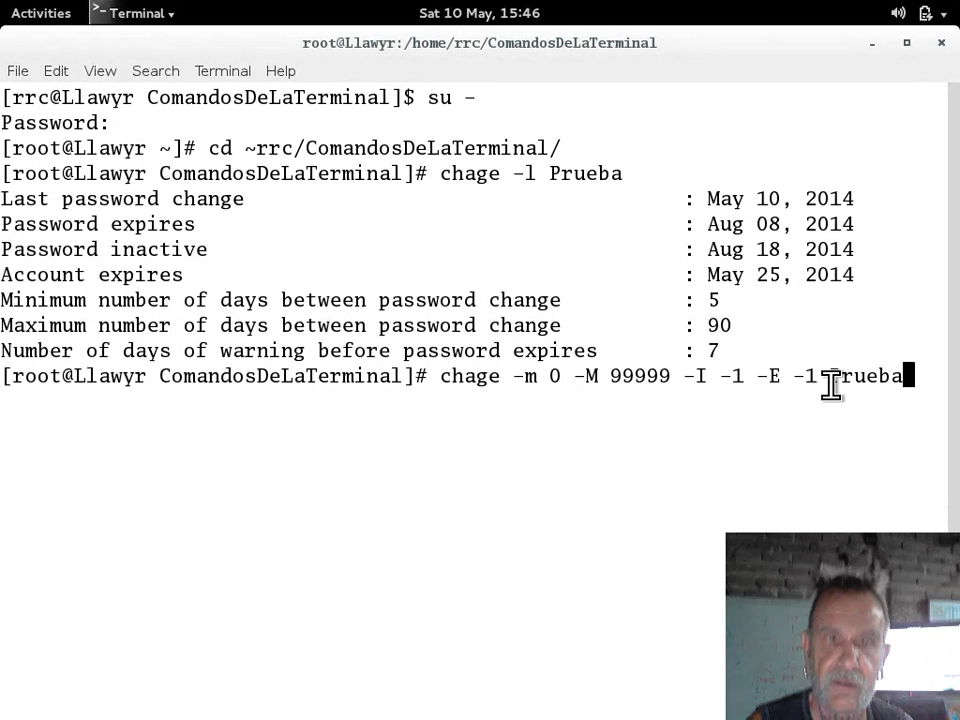 Activities Terminal Sat 10 May, 15:46
root@Llawyr:/home/rrc/ComandosDeLaTerminal
File Edit View Search Terminal Help
[rrc@Llawyr ComandosDeLaTerminal]$ su -
Password:
[root@Llawyr ~]# cd ~rrc/ComandosDeLaTerminal/
[root@Llawyr ComandosDeLaTerminal]# chage -l Prueba
Last password change : May 10, 2014
Password expires : Aug 08, 2014
Password inactive : Aug 18, 2014
Account expires : May 25, 2014
Minimum number of days between password change : 5
Maximum number of days between password change : 90
Number of days of warning before password expires : 7
[root@Llawyr ComandosDeLaTerminal]# chage -m 0 -M 99999 -I -1 -E -1 Prueba